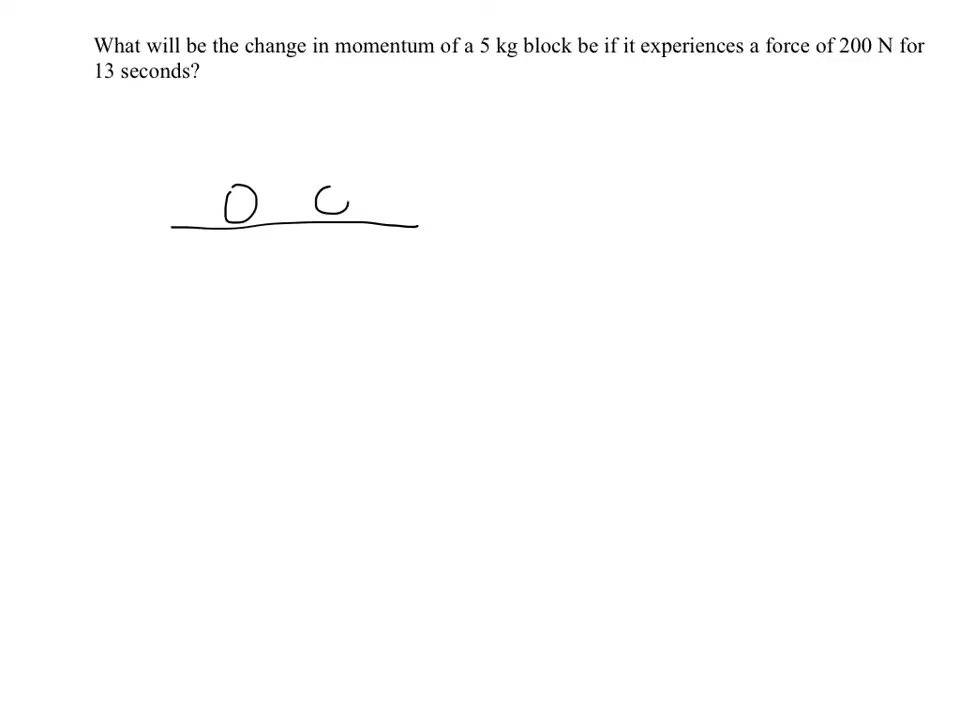 What will be the change in momentum of a 5 kg block be if it experiences a force of 200 N for
13 seconds?